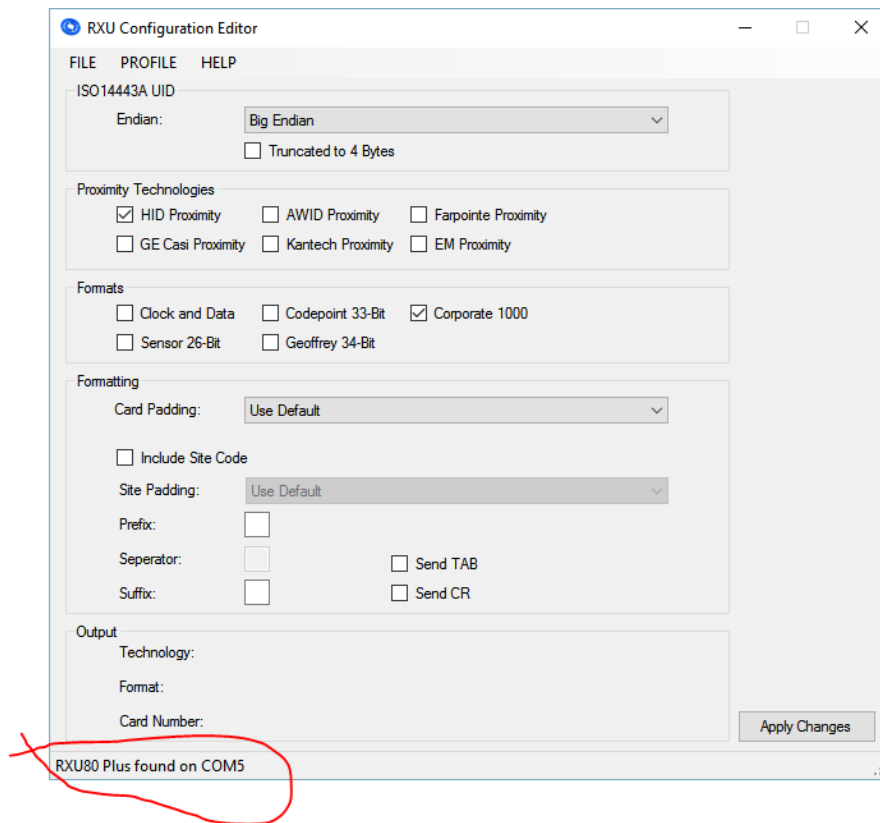 RXU Configuration Editor
FILE PROFILE HELP
ISO14443A UID
Endian: Big Endian
Truncated to 4 Bytes
Proximity Technologies
HID Proximity AWID Proximity Farpointe Proximity
GE Casi Proximity Kantech Proximity EM Proximity
Formats
Clock and Data Codepoint 33-Bit Corporate 1000
Sensor 26-Bit Geoffrey 34-Bit
Formatting
Card Padding: Use Default
Include Site Code
Site Padding: Use Default
Prefix:
Seperator: Send TAB
Suffix: Send CR
Output
Technology:
Format:
Card Number: Apply Changes
RXU80 Plus found on COM5